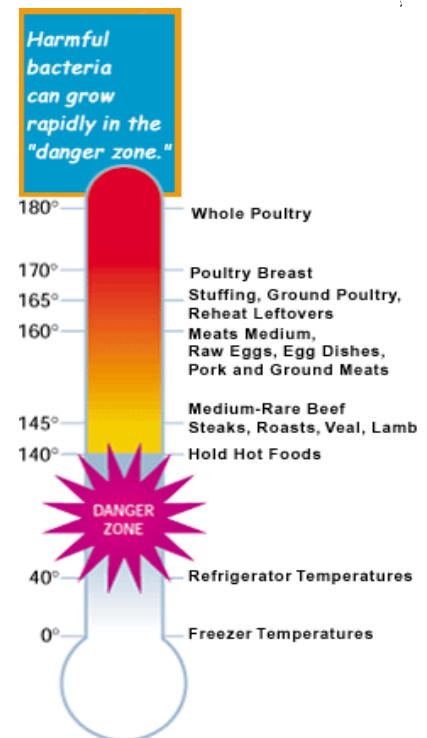 Harmful
bacteria
can grow
rapidly in the
"danger zone."
180°
Whole Poultry
170°
Poultry Breast
165°
Stuffing, Ground Poultry,
Reheat Leftovers
160°
Meats Medium,
Raw Eggs, Egg Dishes,
Pork and Ground Meats
145°
Medium-Rare Beef
Steaks, Roasts, Veal, Lamb
140°
Hold Hot Foods
DANGER
ZONE
40°
Refrigerator Temperatures
0°
Freezer Temperatures